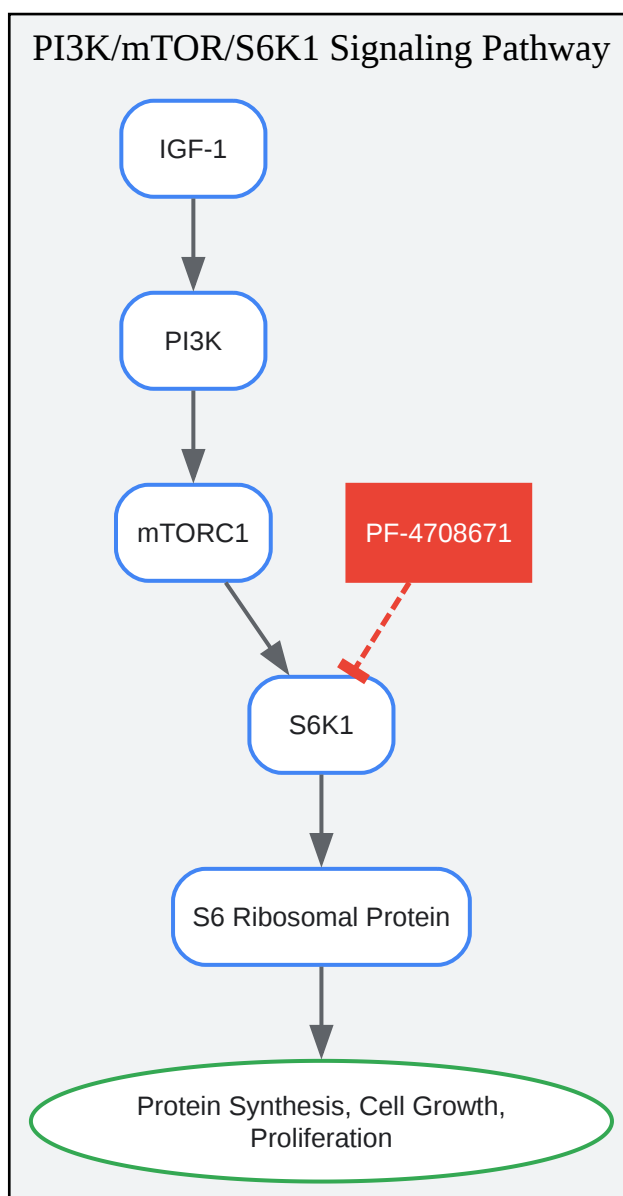 PI3K/mTOR/S6K1 Signaling Pathway
IGF-1
PI3K
mTORC1
PF-4708671
S6K1
S6 Ribosomal Protein
Protein Synthesis, Cell Growth,
Proliferation